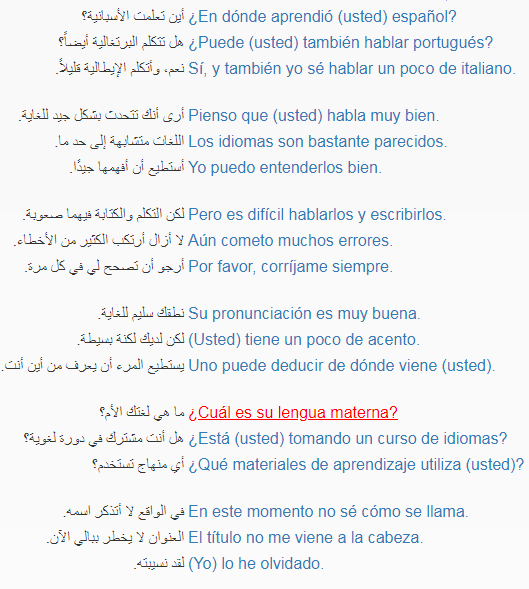 أين تعلمت الأسبانية؟ ¿En dónde aprendió (usted) español?
هل تتكلم البرتغالية أيضاً؟ ¿Puede (usted) también hablar portugués?
نعم، وأتكلم الإيطالية قليلاً. Sí, y también yo sé hablar un poco de italiano.
أرى أنك تتحدث بشكل جيد للغاية. Pienso que (usted) habla muy bien.
اللغات متشابهة إلى حد ما. Los idiomas son bastante parecidos.
أستطيع أن أفهمها جيدًا. Yo puedo entenderlos bien.
لكن التكلم والكتابة فيهما صعوبة. Pero es difícil hablarlos y escribirlos.
لا أزال أرتكب الكثير من الأخطاء. Aún cometo muchos errores.
أرجو أن تصحح لي في كل مرة. Por favor, corríjame siempre.
نطقك سليم للغاية. Su pronunciación es muy buena.
لكن لديك لكنة بسيطة. (Usted) tiene un poco de acento.
يستطيع المرء أن يعرف من أين أنت. Uno puede deducir de dónde viene (usted).
ما هي لغتك الأم؟ ¿Cuál es su lengua materna?
هل أنت مشترك في دورة لغوية؟ ¿Está (usted) tomando un curso de idiomas?
أي منهاج تستخدم؟ ¿Qué materiales de aprendizaje utiliza (usted)?
في الواقع لا أتذكر اسمه. En este momento no sé cómo se llama.
العنوان لا يخطر ببالي الآن. El título no me viene a la cabeza.
لقد نسيته. (Yo) lo he olvidado.